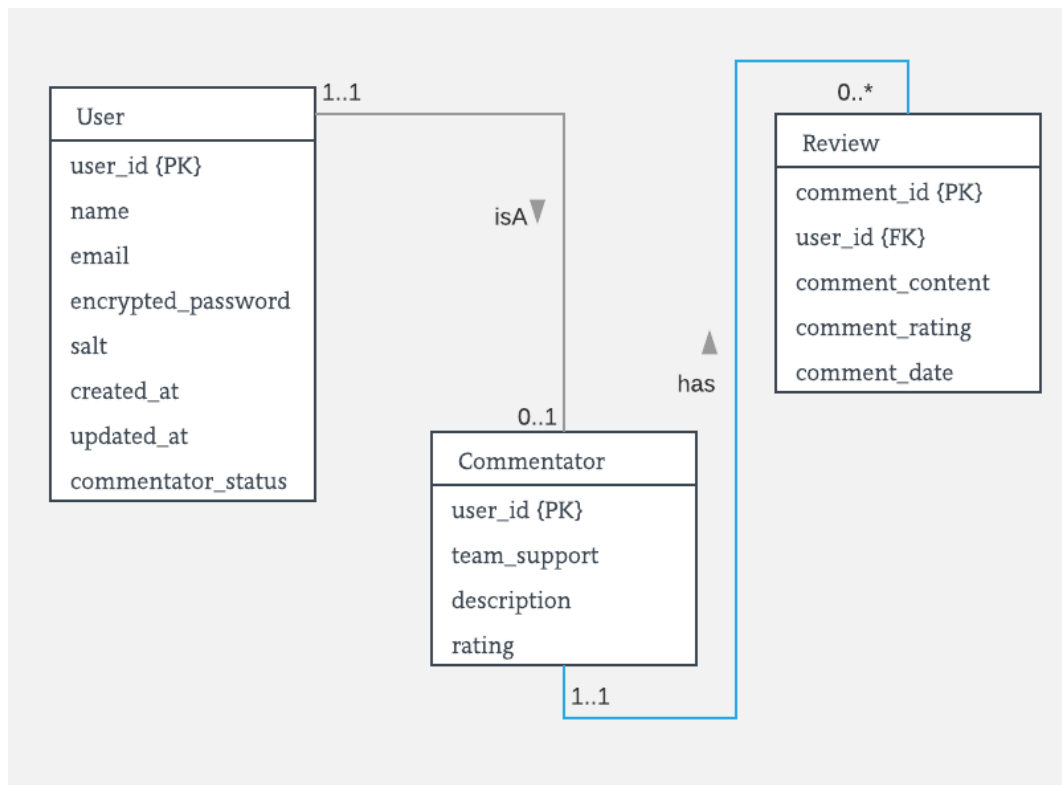 User
user_id {PK}
name
email
encrypted_password
salt
created_at
updated_at
commentator_status
1..1
isA
0..1
Commentator
user_id {PK}
team_support
description
rating
1..1
has
0..*
Review
comment_id {PK}
user_id {FK}
comment_content
comment_rating
comment_date